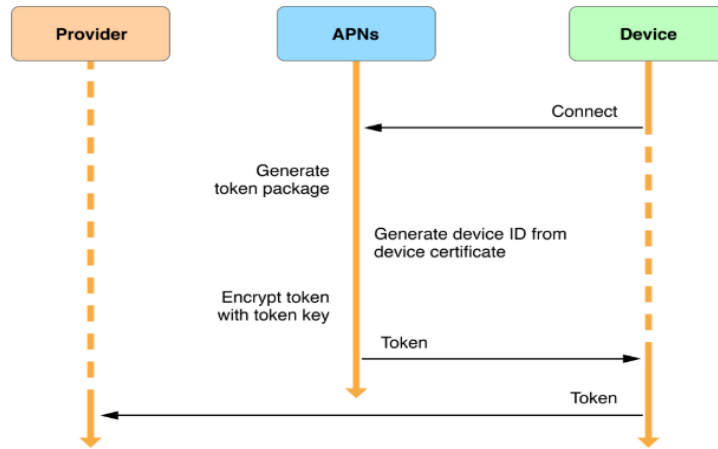 Provider
APNs
Device
Connect
Generate
token package
Generate device ID from
device certificate
Encrypt token
with token key
Token
Token